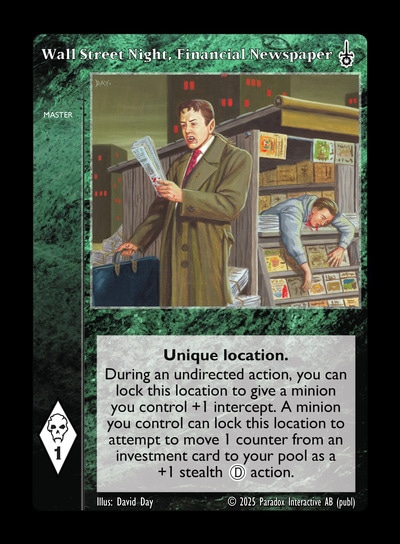 Wall Street Night, Financial Newspaper
DAY.
MASTER
Unique location.
During an undirected action, you can
lock this location to give a minion
you control +1 intercept. A minion
you control can lock this location to
attempt to move 1 counter from an
investment card to your pool as a
+1 stealth Ⓓ action.
1
Illus: David Day
© 2025 Paradox Interactive AB (publ)